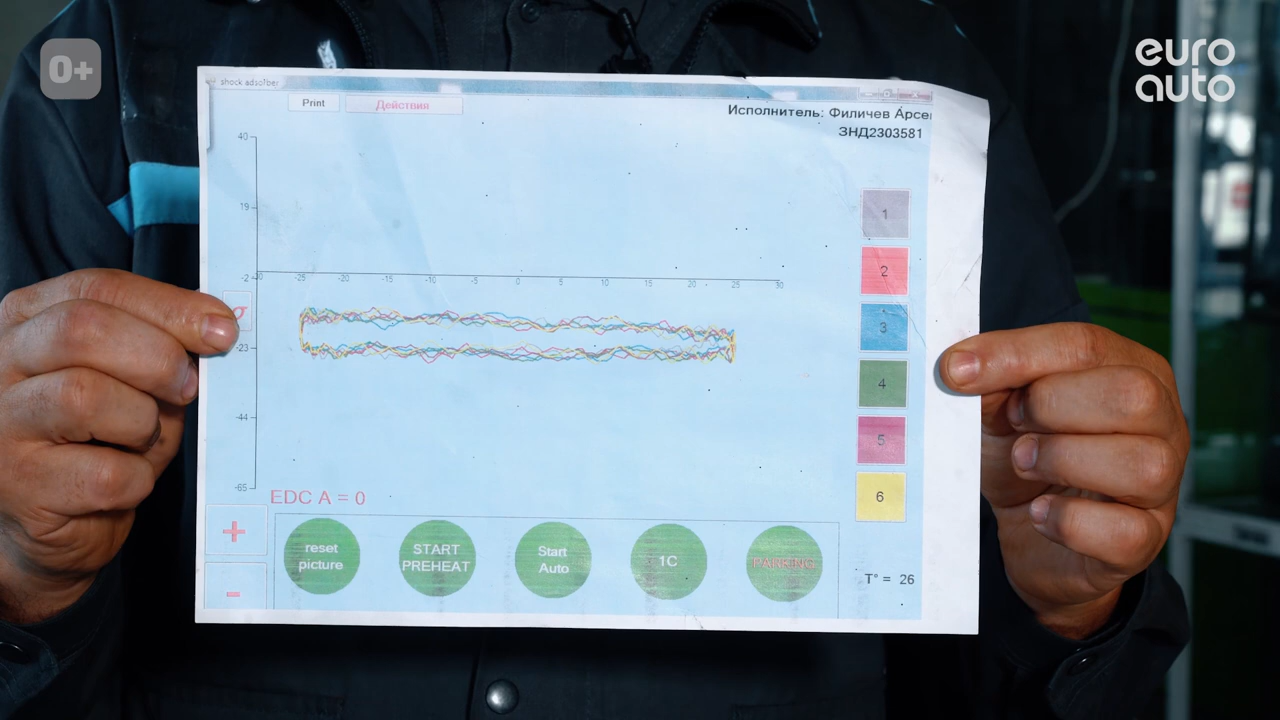 0+
euro
auto
shock adsorber
Print
Действия
Исполнитель: Филичев Арсе
ЗНД2303581
40
19
-2
-23
-44
-65
-30 -25 -20 -15 -10 -5 0 5 10 15 20 25 30
σ
1
2
3
4
5
6
EDC A = 0
+
-
reset
picture
START
PREHEAT
Start
Auto
1C
PARKING
T° = 26